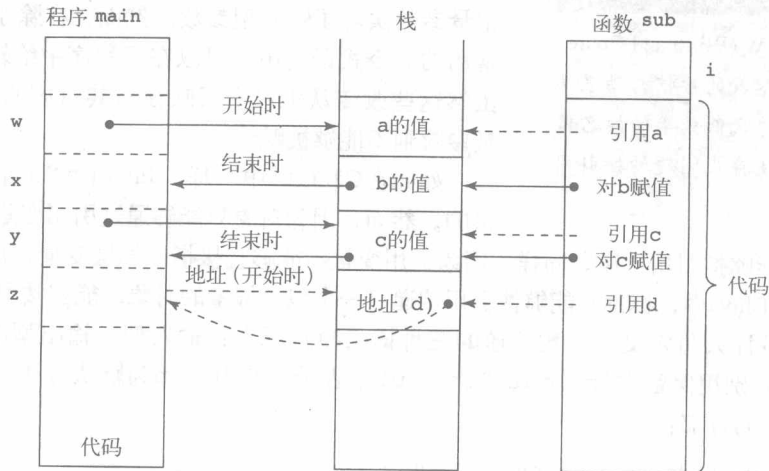 程序 main
栈
函数 sub
i
开始时
w
a的值
引用a
结束时
x
b的值
对b赋值
y
引用c
结束时
c的值
对c赋值
地址(开始时)
z
地址(d)
引用d
代码
代码